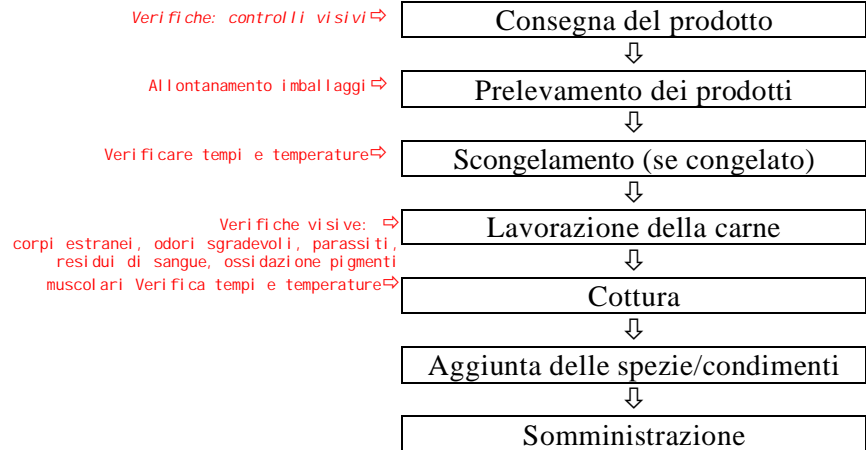 Verifiche: controlli visivi⇨ Consegna del prodotto
⇩
Allontanamento imballaggi⇨ Prelevamento dei prodotti
⇩
Verificare tempi e temperature⇨ Scongelamento (se congelato)
⇩
Verifiche visive: ⇨ Lavorazione della carne
corpi estranei, odori sgradevoli, parassiti,
residui di sangue, ossidazione pigmenti
⇩
muscolari Verifica tempi e temperature⇨ Cottura
⇩
Aggiunta delle spezie/condimenti
⇩
Somministrazione